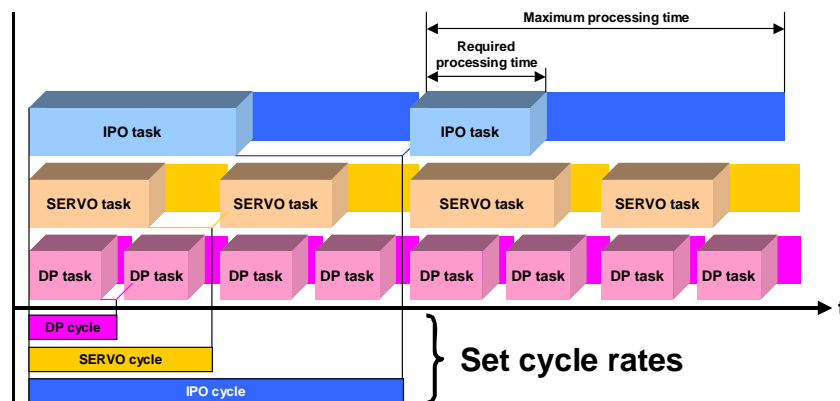 Maximum processing time
Required
processing time
IPO task
IPO task
SERVO task
SERVO task
SERVO task
SERVO task
DP task
DP task
DP task
DP task
DP task
DP task
DP task
DP task
t
DP cycle
SERVO cycle
IPO cycle
Set cycle rates